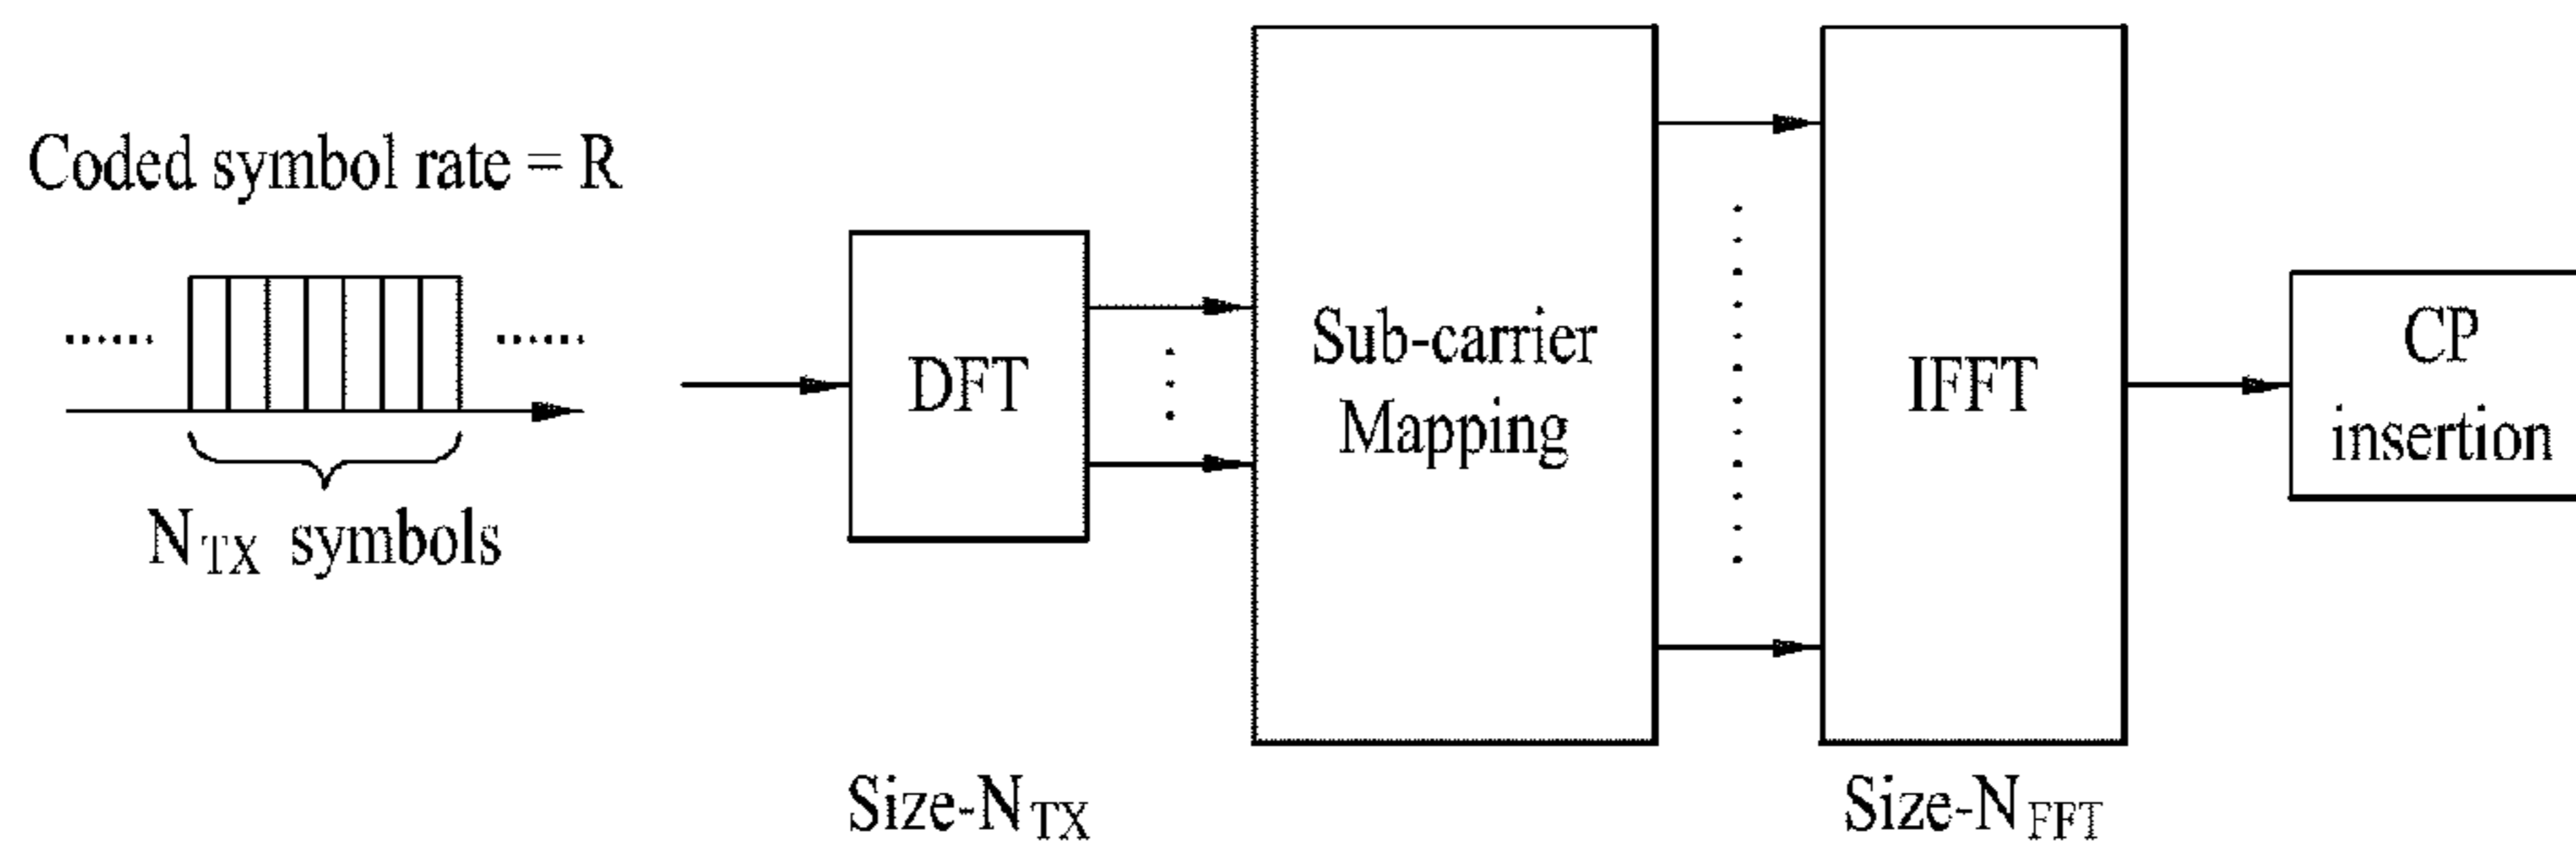 Coded symbol rate = R
N_TX symbols
DFT
Size-N_TX
Sub-carrier
Mapping
IFFT
Size-N_FFT
CP
insertion